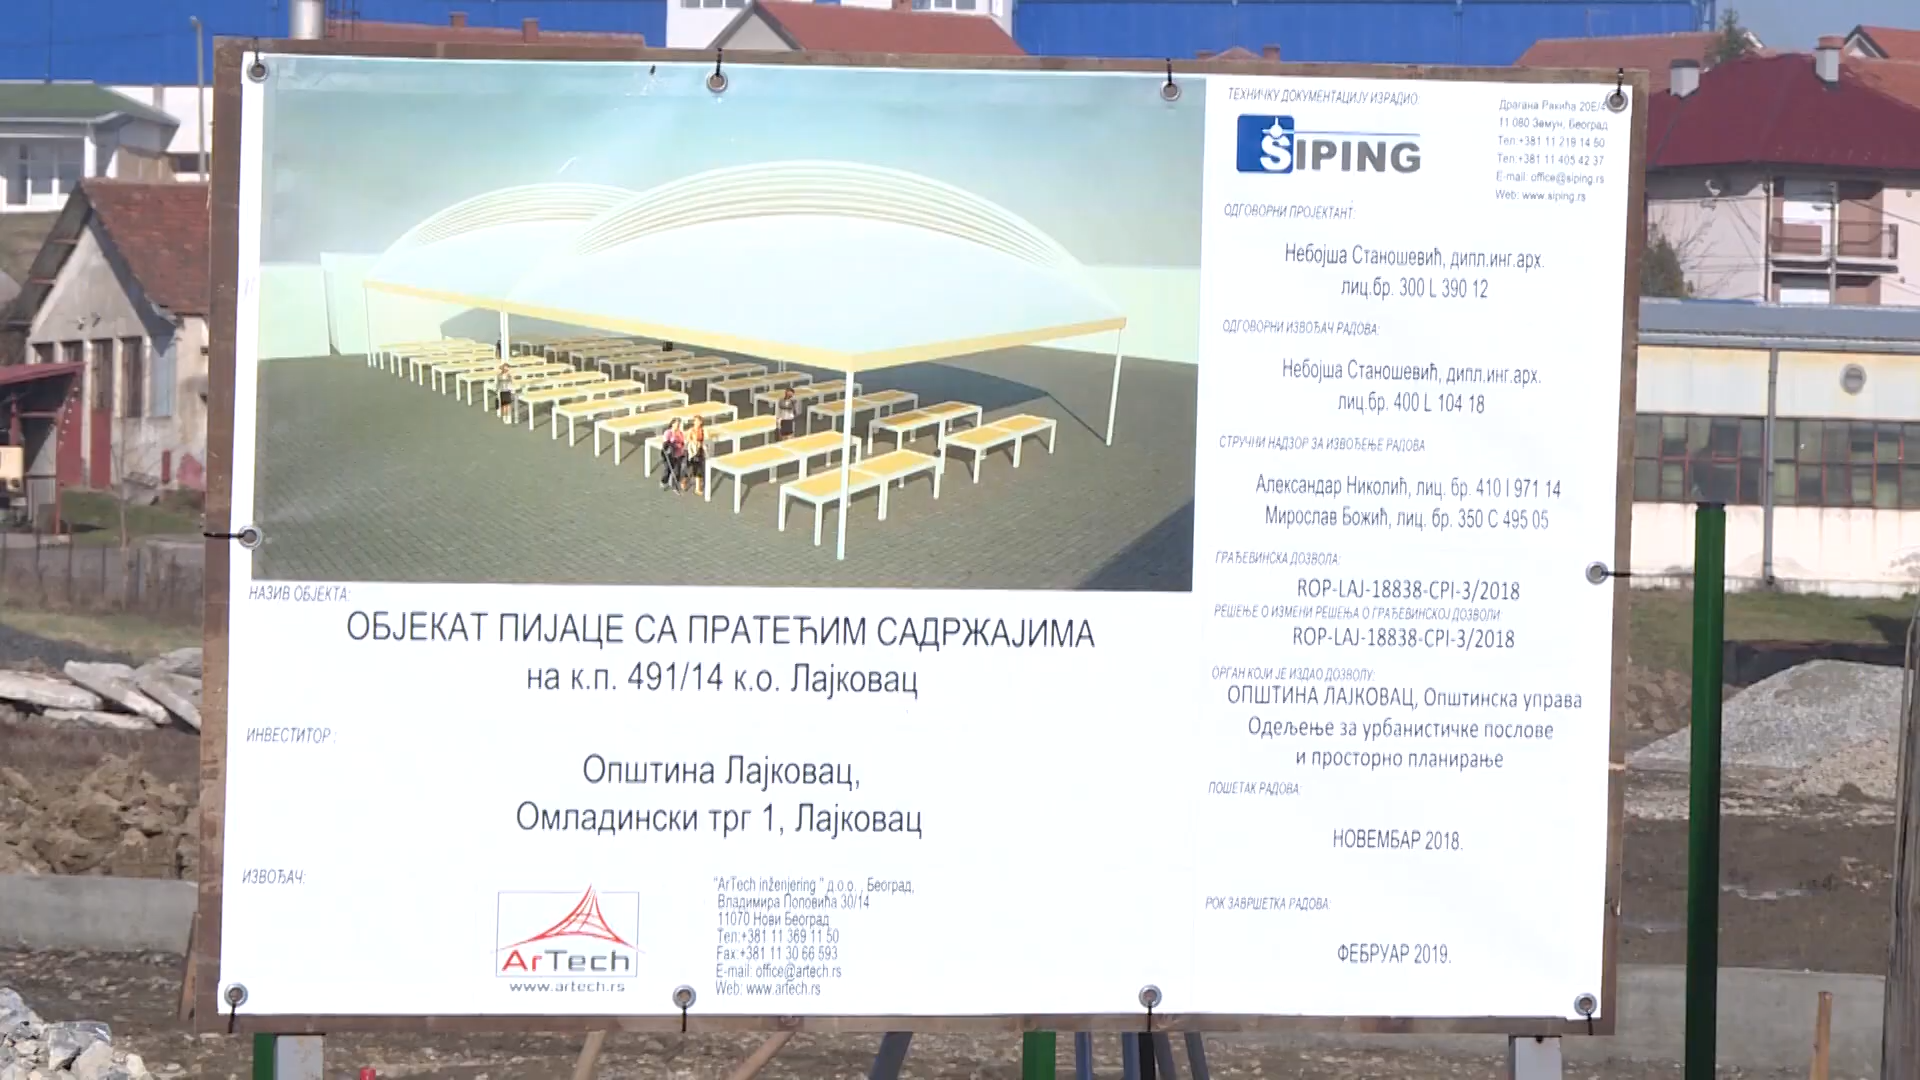 НАЗИВ ОБЈЕКТА:
ОБЈЕКАТ ПИЈАЦЕ СА ПРАТЕЋИМ САДРЖАЈИМА
на к.п. 491/14 к.о. Лајковац
ИНВЕСТИТОР:
Општина Лајковац,
Омладински трг 1, Лајковац
ИЗВОЂАЧ:
ArTech
www.artech.rs
"ArTech inženjering " д.о.о. , Београд,
Владимира Поповића 30/14
11070 Нови Београд
Тел:+381 11 369 11 50
Fax:+381 11 30 66 593
E-mail: office@artech.rs
Web: www.artech.rs
ТЕХНИЧКУ ДОКУМЕНТАЦИЈУ ИЗРАДИО:
ŠIPING
Драгана Ракића 20Е/4
11 080 Земун, Београд
Тел:+381 11 219 14 50
Тел:+381 11 405 42 37
E-mail: office@siping.rs
Web: www.siping.rs
ОДГОВОРНИ ПРОЈЕКТАНТ:
Небојша Станошевић, дипл.инг.арх.
лиц.бр. 300 L 390 12
ОДГОВОРНИ ИЗВОЂАЧ РАДОВА:
Небојша Станошевић, дипл.инг.арх.
лиц.бр. 400 L 104 18
СТРУЧНИ НАДЗОР ЗА ИЗВОЂЕЊЕ РАДОВА
Александар Николић, лиц. бр. 410 I 971 14
Мирослав Божић, лиц. бр. 350 С 495 05
ГРАЂЕВИНСКА ДОЗВОЛА:
ROP-LAJ-18838-CPI-3/2018
РЕШЕЊЕ О ИЗМЕНИ РЕШЕЊА О ГРАЂЕВИНСКОЈ ДОЗВОЛИ:
ROP-LAJ-18838-CPI-3/2018
ОРГАН КОЈИ ЈЕ ИЗДАО ДОЗВОЛУ:
ОПШТИНА ЛАЈКОВАЦ, Општинска управа
Одељење за урбанистичке послове
и просторно планирање
ПОШЕТАК РАДОВА:
НОВЕМБАР 2018.
РОК ЗАВРШЕТКА РАДОВА:
ФЕБРУАР 2019.